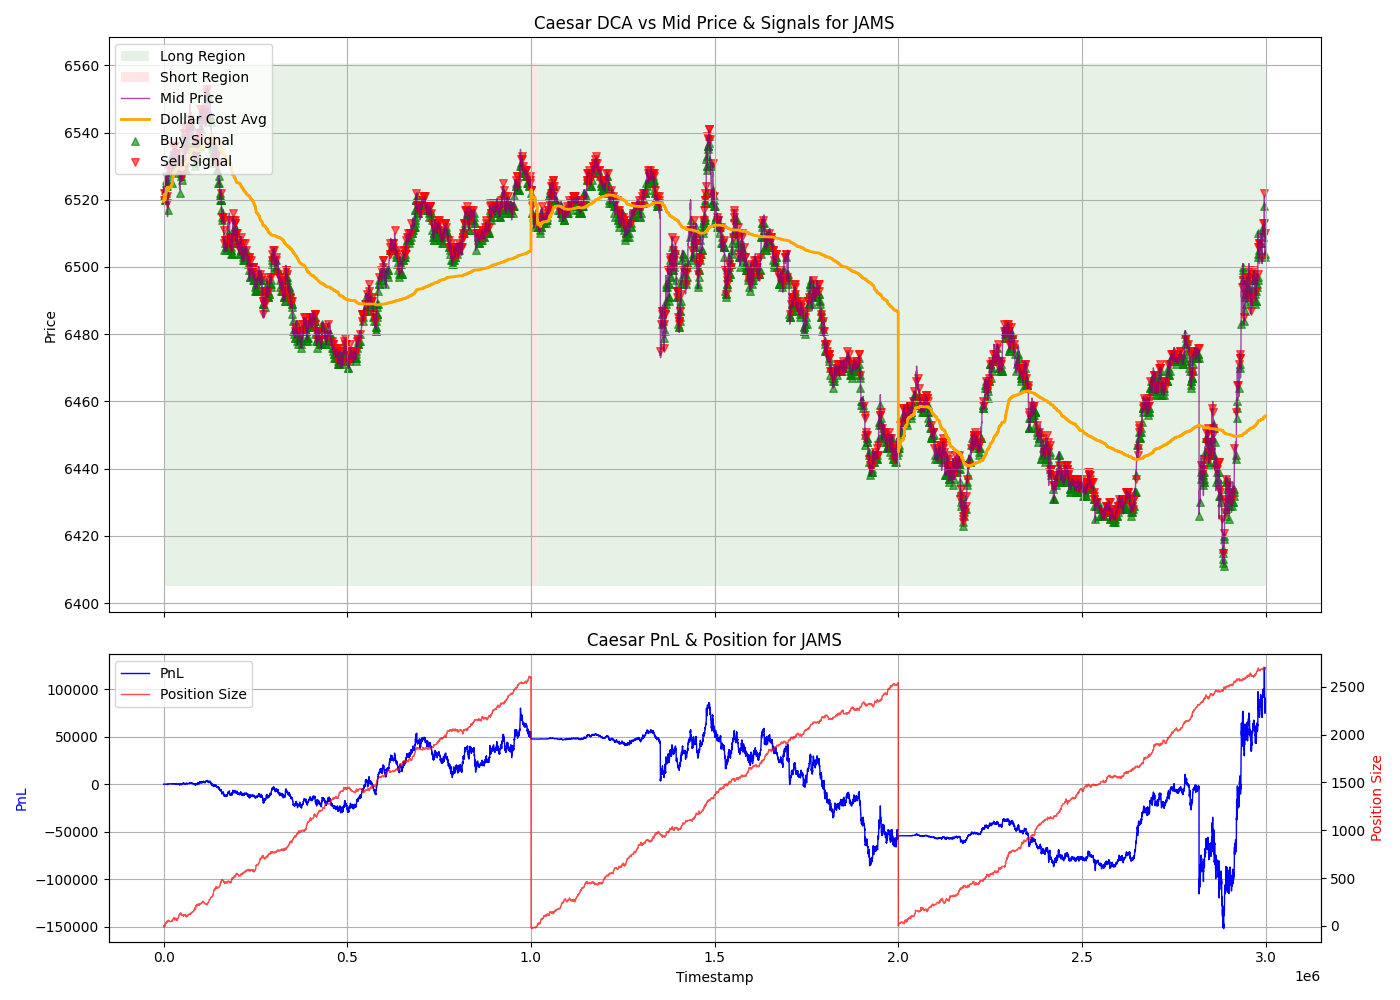 Caesar DCA vs Mid Price & Signals for JAMS
Long Region
Short Region
Mid Price
Dollar Cost Avg
Buy Signal
Sell Signal
Price
6560
6540
6520
6500
6480
6460
6440
6420
6400
Caesar PnL & Position for JAMS
PnL
Position Size
PnL
100000
50000
0
−50000
−100000
−150000
2500
2000
1500
1000
500
0
Position Size
0.0 0.5 1.0 1.5 2.0 2.5 3.0
1e6
Timestamp